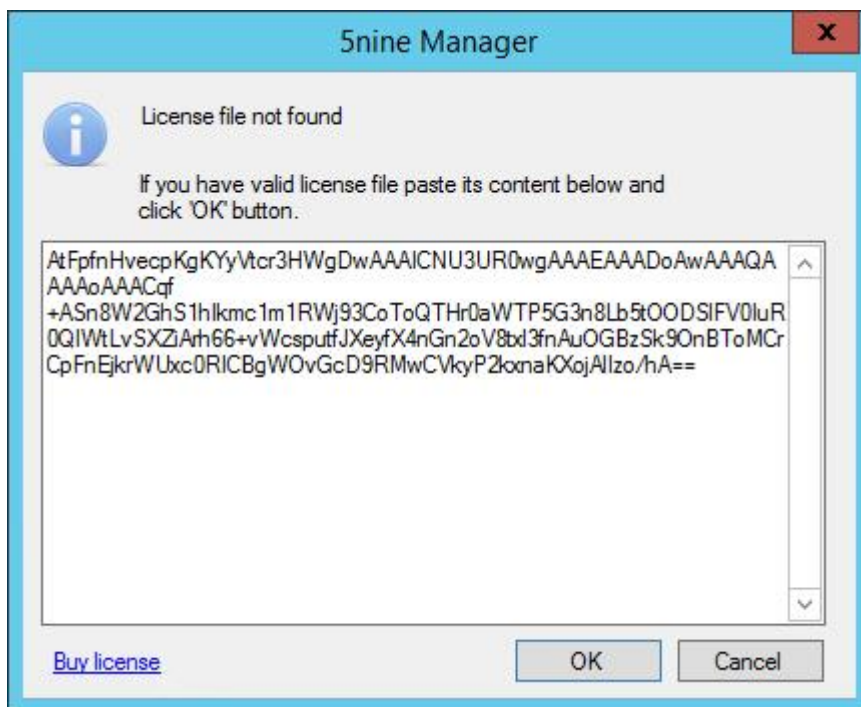 5nine Manager
x
License file not found
If you have valid license file paste its content below and
click 'OK' button.
AtFpfnHvecpKgKYyVtcr3HWgDwAAAICNU3UR0wgAAAEAAADoAwAAAQA
AAAoAAACqf
+ASn8W2GhS1hIkmc1m1RWj93CoToQTHr0aWTP5G3n8Lb5tOODSIFV0IuR
0QIWtLvSXZiArh66+vWcsputfJXeyfX4nGn2oV8txI3fnAuOGBzSk9OnBToMCr
CpFnEjkrWUxc0RICBgWOvGcD9RMwCVkyP2kxnaKXojAIIzo/hA==
Buy license
OK
Cancel